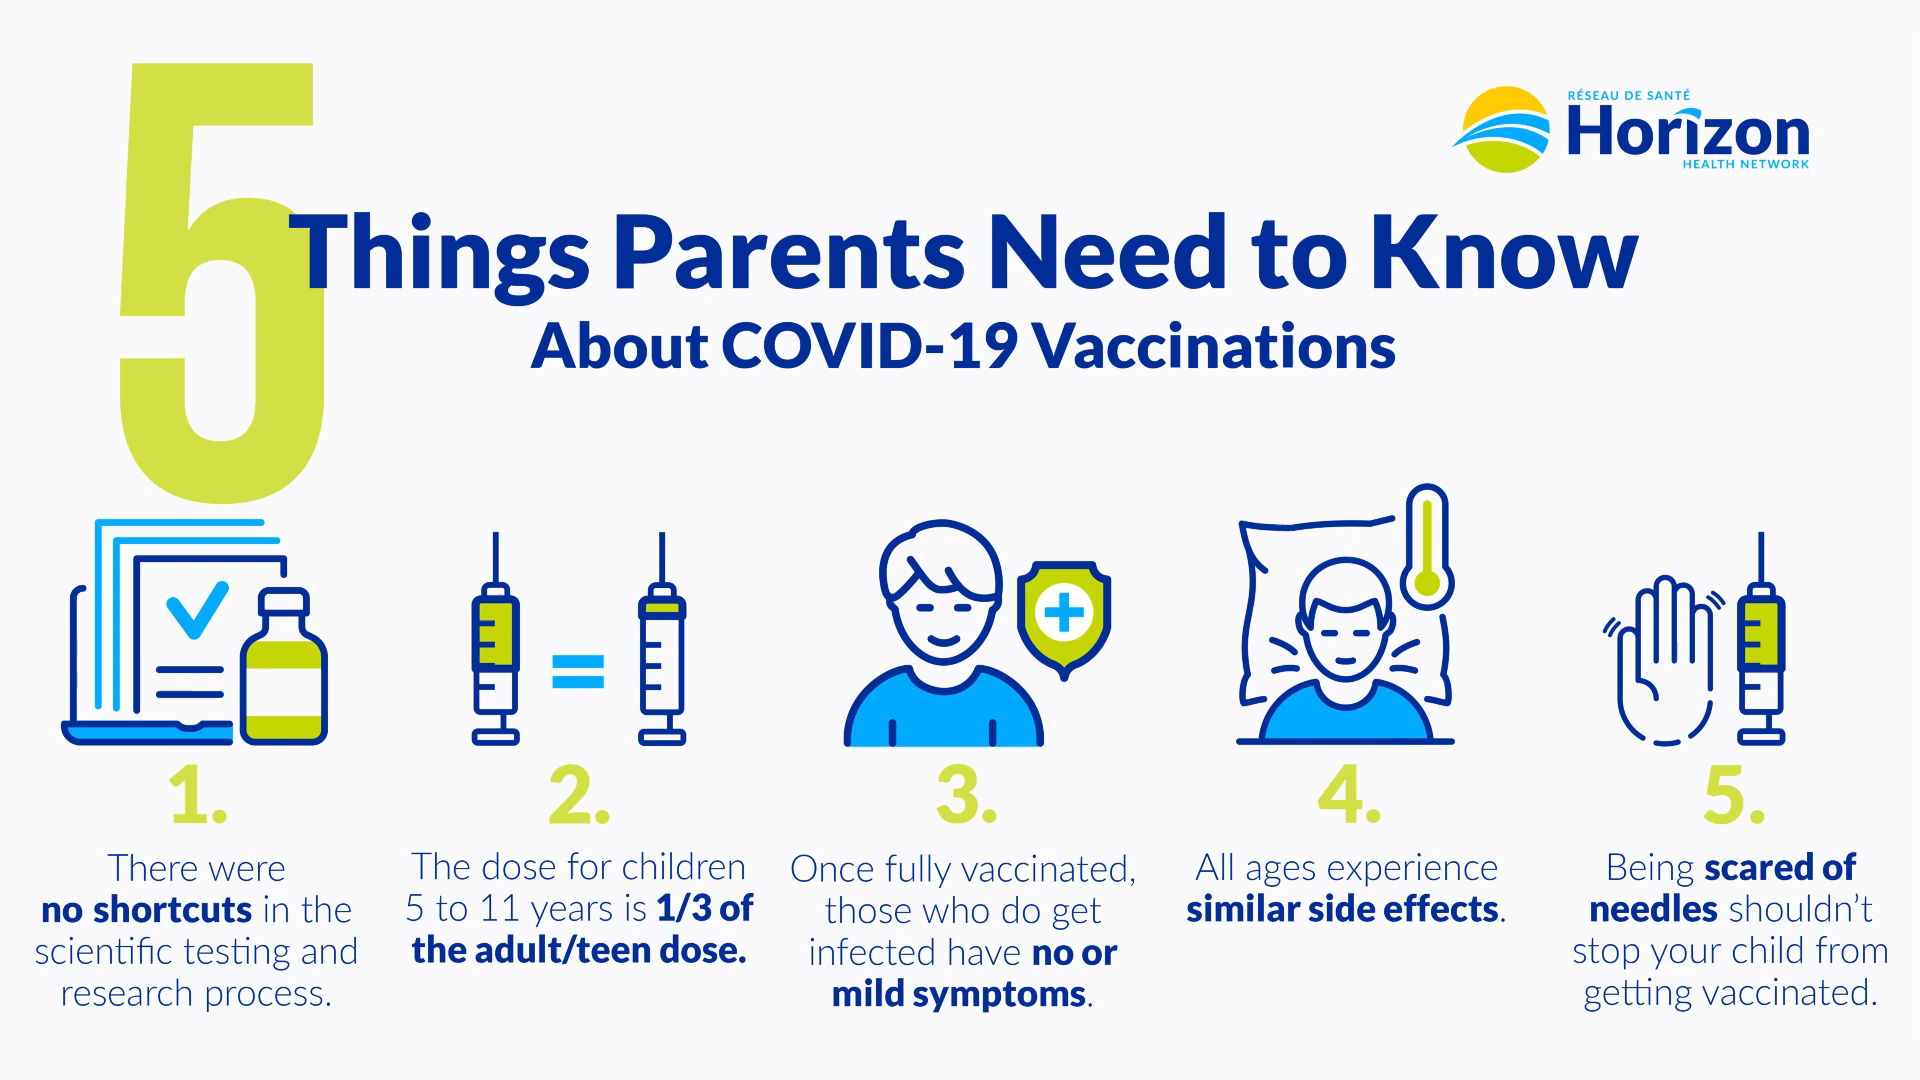 5
Things Parents Need to Know
About COVID-19 Vaccinations
RÉSEAU DE SANTÉ
Horizon
HEALTH NETWORK
1.
There were
no shortcuts in the
scientific testing and
research process.
2.
The dose for children
5 to 11 years is 1/3 of
the adult/teen dose.
3.
Once fully vaccinated,
those who do get
infected have no or
mild symptoms.
4.
All ages experience
similar side effects.
5.
Being scared of
needles shouldn't
stop your child from
getting vaccinated.